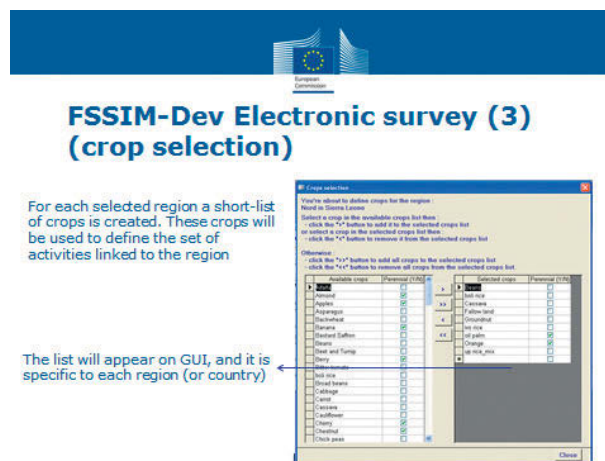 European
Commission
FSSIM-Dev Electronic survey (3)
(crop selection)
For each selected region a short-list
of crops is created. These crops will
be used to define the set of
activities linked to the region
The list will appear on GUI, and it is
specific to each region (or country)
Crops selection
You're about to define crops for the region :
Nord in Sierra Leone
Select a crop in the available crops list then :
- click the ">" button to add it to the selected crops list
or select a crop in the selected crops list then :
- click the "<" button to remove it from the selected crops list
Otherwise :
- click the ">>" button to add all crops to the selected crops list
- click the "<<" button to remove all crops from the selected crops list.
Available crops Perennial (Y/N)
Alfalfa
Almond
Apples
Asparagus
Backwheat
Banana
Bastard Saffron
Beans
Beet and Turnip
Berry
Bitter tomato
boli rice
Broad beans
Cabbage
Carrot
Cassava
Cauliflower
Cherry
Chestnut
Chick peas
>
>>
<
<<
Selected crops Perennial (Y/N)
Beans
boli rice
Cassava
Fallow land
Groundnut
ivs rice
oil palm
Orange
up rice_mix
Close